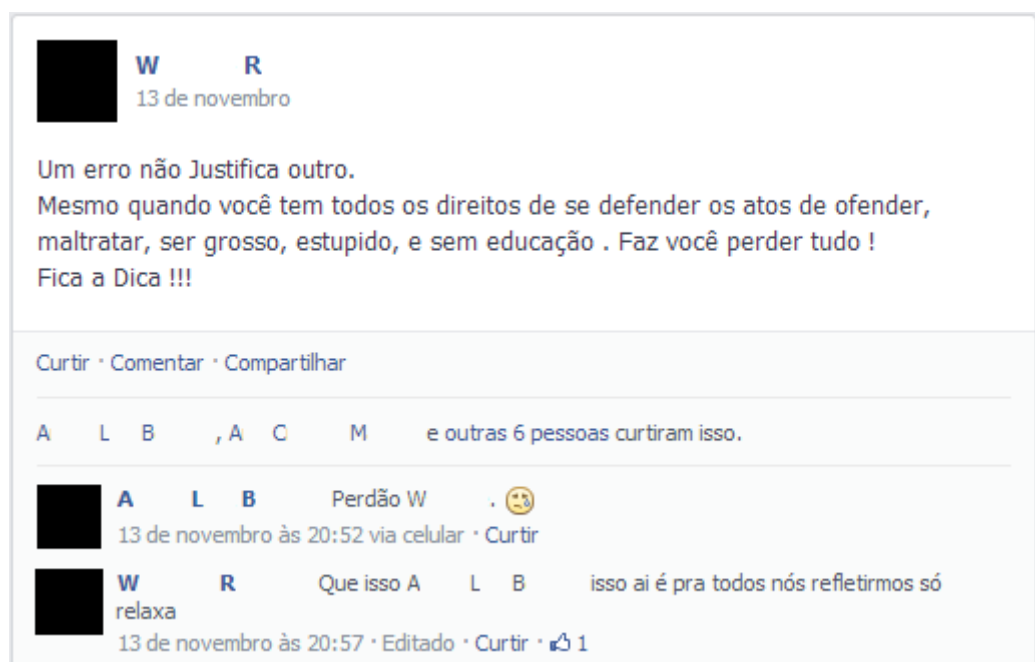 W R
13 de novembro
Um erro não Justifica outro.
Mesmo quando você tem todos os direitos de se defender os atos de ofender,
maltratar, ser grosso, estupido, e sem educação . Faz você perder tudo !
Fica a Dica !!!
Curtir · Comentar · Compartilhar
A L B , A C M e outras 6 pessoas curtiram isso.
A L B Perdão W .
13 de novembro às 20:52 via celular · Curtir
W R Que isso A L B isso ai é pra todos nós refletirmos só
relaxa
13 de novembro às 20:57 · Editado · Curtir · 1